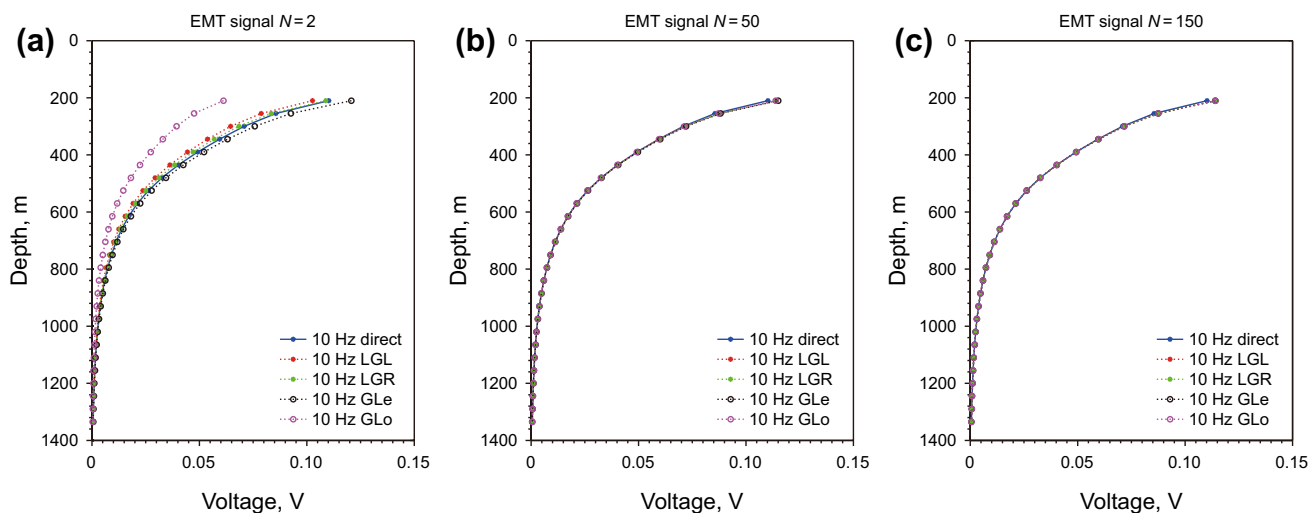 (a)
EMT signal N = 2
0
200
400
600
800
1000
1200
1400
Depth, m
0
0.05
0.10
0.15
Voltage, V
10 Hz direct
10 Hz LGL
10 Hz LGR
10 Hz GLe
10 Hz GLo
(b)
EMT signal N = 50
0
200
400
600
800
1000
1200
1400
Depth, m
0
0.05
0.10
0.15
Voltage, V
10 Hz direct
10 Hz LGL
10 Hz LGR
10 Hz GLe
10 Hz GLo
(c)
EMT signal N = 150
0
200
400
600
800
1000
1200
1400
Depth, m
0
0.05
0.10
0.15
Voltage, V
10 Hz direct
10 Hz LGL
10 Hz LGR
10 Hz GLe
10 Hz GLo